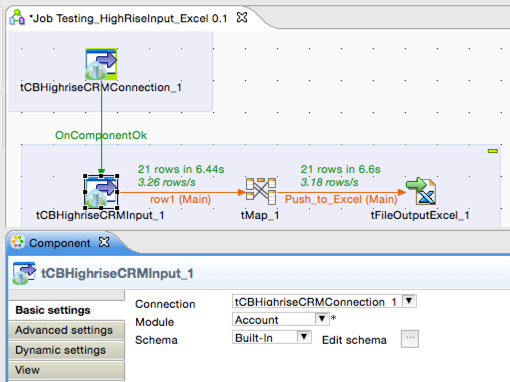 *Job Testing_HighRiseInput_Excel 0.1
tCBHighriseCRMConnection_1
OnComponentOk
21 rows in 6.44s
3.26 rows/s
row1 (Main)
21 rows in 6.6s
3.18 rows/s
Push_to_Excel (Main)
tCBHighriseCRMInput_1
tMap_1
tFileOutputExcel_1
Component
tCBHighriseCRMInput_1
Basic settings
Advanced settings
Dynamic settings
View
Connection tCBHighriseCRMConnection_1
Module Account *
Schema Built-In Edit schema ...